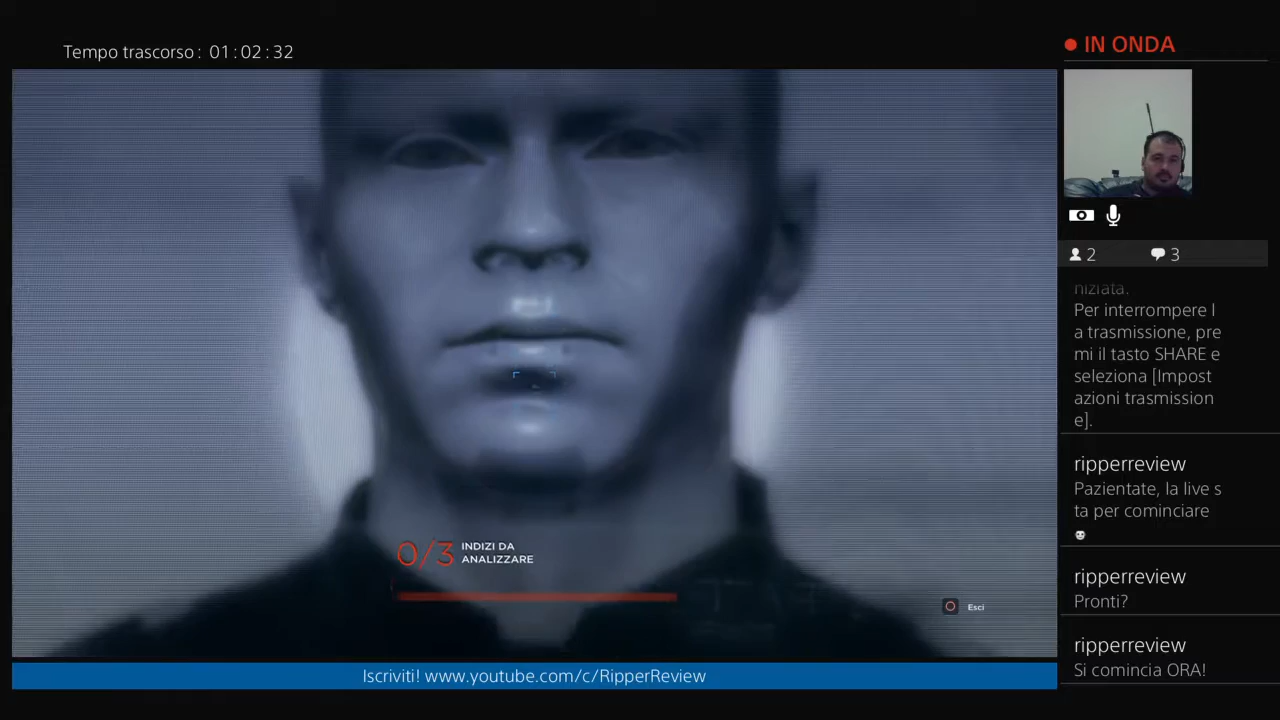 Tempo trascorso: 01:02:32
IN ONDA
2
3
niziata.
Per interrompere l
a trasmissione, pre
mi il tasto SHARE e
seleziona [Impost
azioni trasmission
e].
ripperreview
Pazientate, la live s
ta per cominciare
ripperreview
Pronti?
ripperreview
Si comincia ORA!
0/3 INDIZI DA
ANALIZZARE
Esci
Iscriviti! www.youtube.com/c/RipperReview